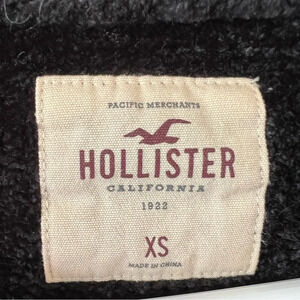 PACIFIC MERCHANTS
HOLLISTER
CALIFORNIA
1922
XS
MADE IN CHINA